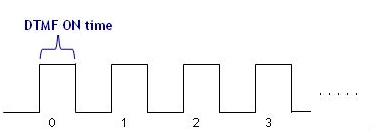 DTMF ON time
0 1 2 3 .....